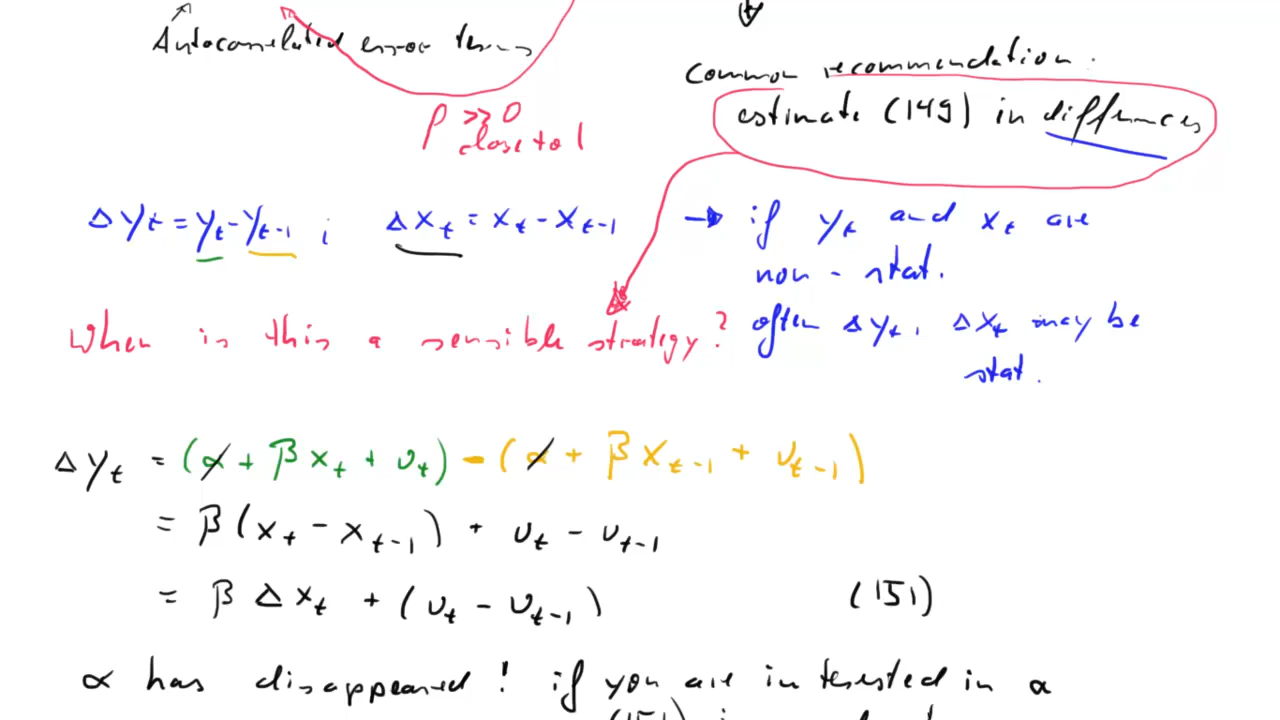 Autocorrelated error terms
common recommendation:
estimate (149) in differences
ρ >> 0
close to 1
Δyt = yt - yt-1 ; Δxt = xt - xt-1 → if yt and xt are
non-stat.
often Δyt, Δxt may be
stat.
When is this a sensible strategy?
Δyt = (α + βxt + υt) - (α + βxt-1 + υt-1)
= β(xt - xt-1) + υt - υt-1
= βΔxt + (υt - υt-1) (151)
α has disappeared! if you are interested in α
(151) is